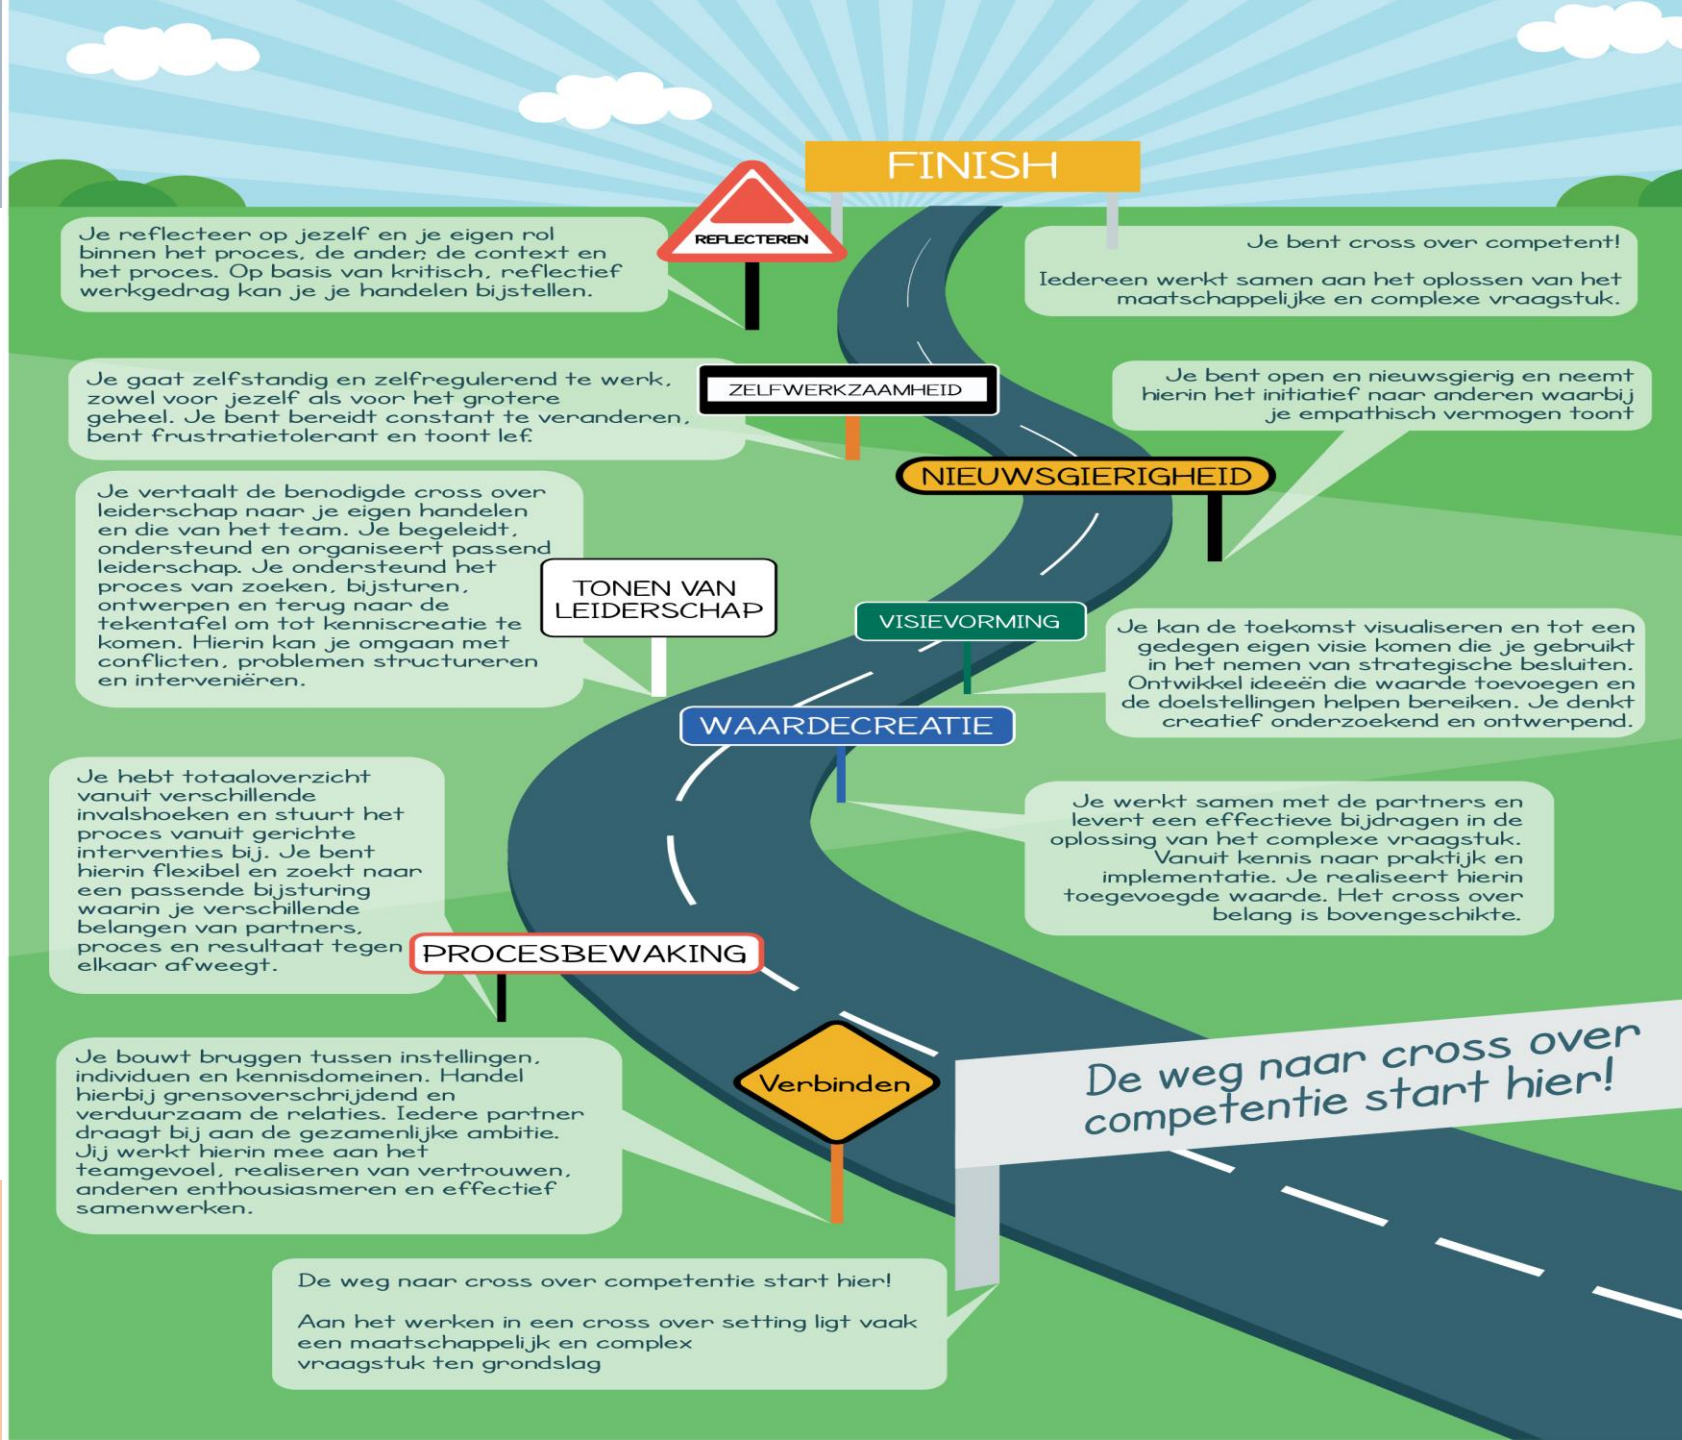 FINISH
REFLECTEREN
Je reflecteer op jezelf en je eigen rol
binnen het proces, de ander, de context en
het proces. Op basis van kritisch, reflectief
werkgedrag kan je je handelen bijstellen.
Je bent cross over competent!
Iedereen werkt samen aan het oplossen van het
maatschappelijke en complexe vraagstuk.
Je gaat zelfstandig en zelfregulerend te werk,
zowel voor jezelf als voor het grotere
geheel. Je bent bereidt constant te veranderen,
bent frustratietolerant en toont lef.
ZELFWERKZAAMHEID
Je bent open en nieuwsgierig en neemt
hierin het initiatief naar anderen waarbij
je empathisch vermogen toont
NIEUWSGIERIGHEID
Je vertaalt de benodigde cross over
leiderschap naar je eigen handelen
en die van het team. Je begeleidt,
ondersteund en organiseert passend
leiderschap. Je ondersteund het
proces van zoeken, bijsturen,
ontwerpen en terug naar de
tekentafel om tot kenniscreatie te
komen. Hierin kan je omgaan met
conflicten, problemen structureren
en interveniëren.
TONEN VAN
LEIDERSCHAP
VISIEVORMING
Je kan de toekomst visualiseren en tot een
gedegen eigen visie komen die je gebruikt
in het nemen van strategische besluiten.
Ontwikkel ideeën die waarde toevoegen en
de doelstellingen helpen bereiken. Je denkt
creatief onderzoekend en ontwerpend.
WAARDECREATIE
Je hebt totaaloverzicht
vanuit verschillende
invalshoeken en stuurt het
proces vanuit gerichte
interventies bij. Je bent
hierin flexibel en zoekt naar
een passende bijsturing
waarin je verschillende
belangen van partners,
proces en resultaat tegen
elkaar afweegt.
Je werkt samen met de partners en
levert een effectieve bijdragen in de
oplossing van het complexe vraagstuk.
Vanuit kennis naar praktijk en
implementatie. Je realiseert hierin
toegevoegde waarde. Het cross over
belang is bovengeschikte.
PROCESBEWAKING
Je bouwt bruggen tussen instellingen,
individuen en kennisdomeinen. Handel
hierbij grensoverschrijdend en
verduurzaam de relaties. Iedere partner
draagt bij aan de gezamenlijke ambitie.
Jij werkt hierin mee aan het
teamgevoel, realiseren van vertrouwen,
anderen enthousiasmeren en effectief
samenwerken.
Verbinden
De weg naar cross over
competentie start hier!
De weg naar cross over competentie start hier!
Aan het werken in een cross over setting ligt vaak
een maatschappelijk en complex
vraagstuk ten grondslag